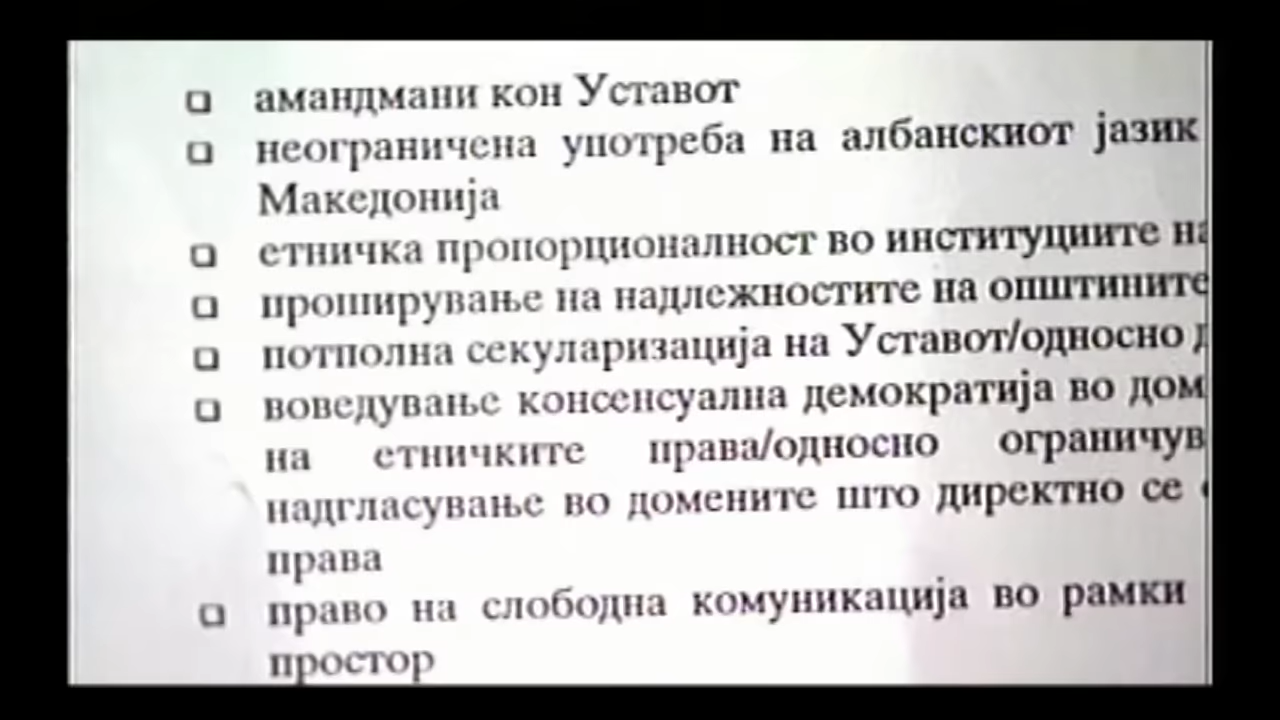 амандмани кон Уставот
неограничена употреба на албанскиот јазик
Македонија
етничка пропорционалност во институциите на
проширување на надлежностите на општините
потполна секуларизација на Уставот/односно
воведување консенсуална демократија во
на етничките права/односно
надгласување во домените што директно се
права
право на слободна комуникација во рамки
простор